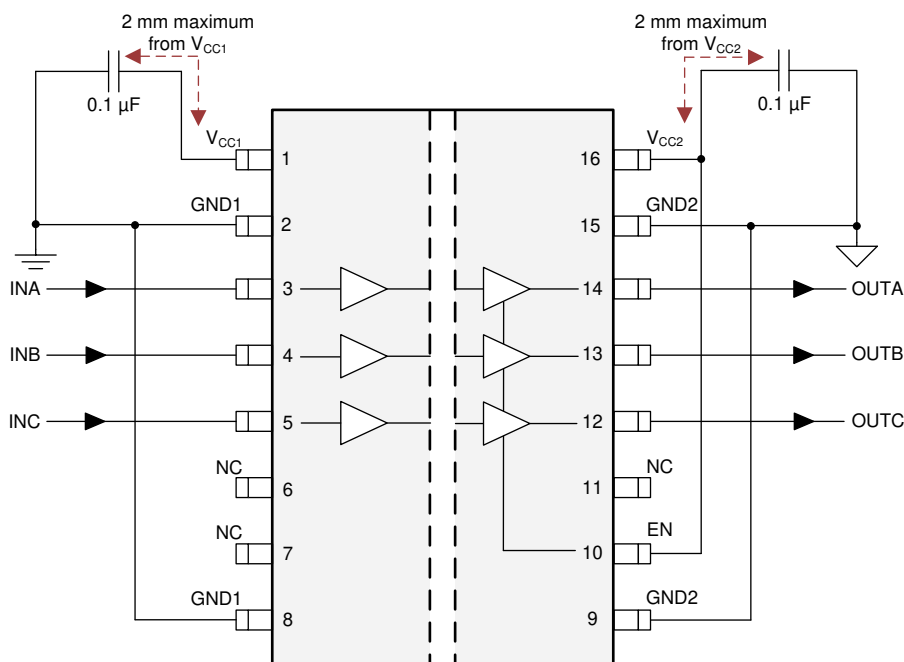 2 mm maximum
from VCC1
2 mm maximum
from VCC2
0.1 µF
0.1 µF
VCC1
1
16
VCC2
GND1
2
15
GND2
INA
3
14
OUTA
INB
4
13
OUTB
INC
5
12
OUTC
NC
6
11
NC
NC
7
10
EN
GND1
8
9
GND2